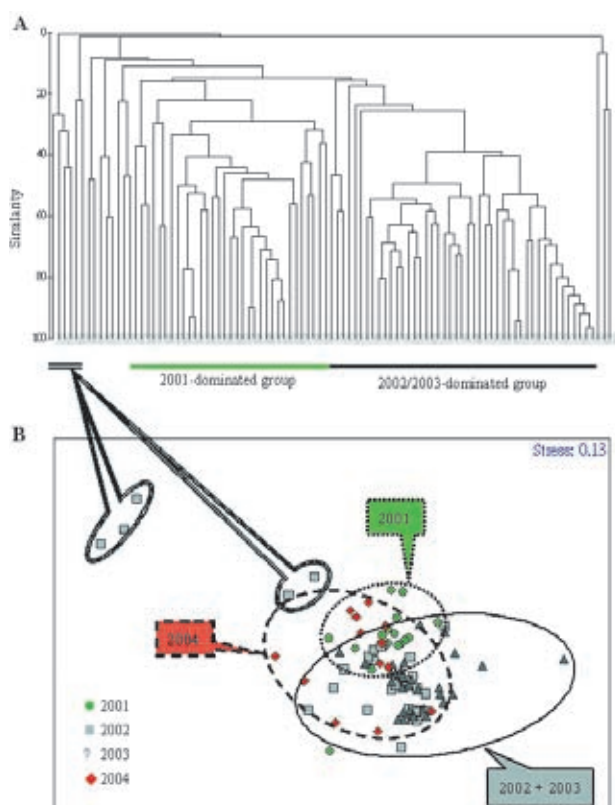 A
0
20
40
60
80
100
Similarity
2001-dominated group
2002/2003-dominated group
B
Stress: 0.13
2001
2004
2001
2002
2003
2004
2002 + 2003